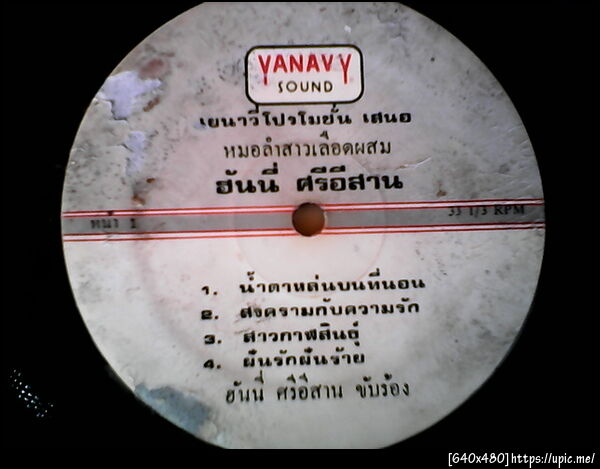 YANAVY
SOUND
เยนาวี่โปรโมชั่น เสนอ
หมอลำสาวเลือดผสม
ฮันนี่ ศรีอีสาน
หน้า 1
33 1/3 RPM
1. น้ำตาหล่นบนที่นอน
2. สงครามกับความรัก
3. สาวกาฬสินธุ์
4. ฝันรักฝันร้าย
ฮันนี่ ศรีอีสาน ขับร้อง
[640x480]https://upic.me/